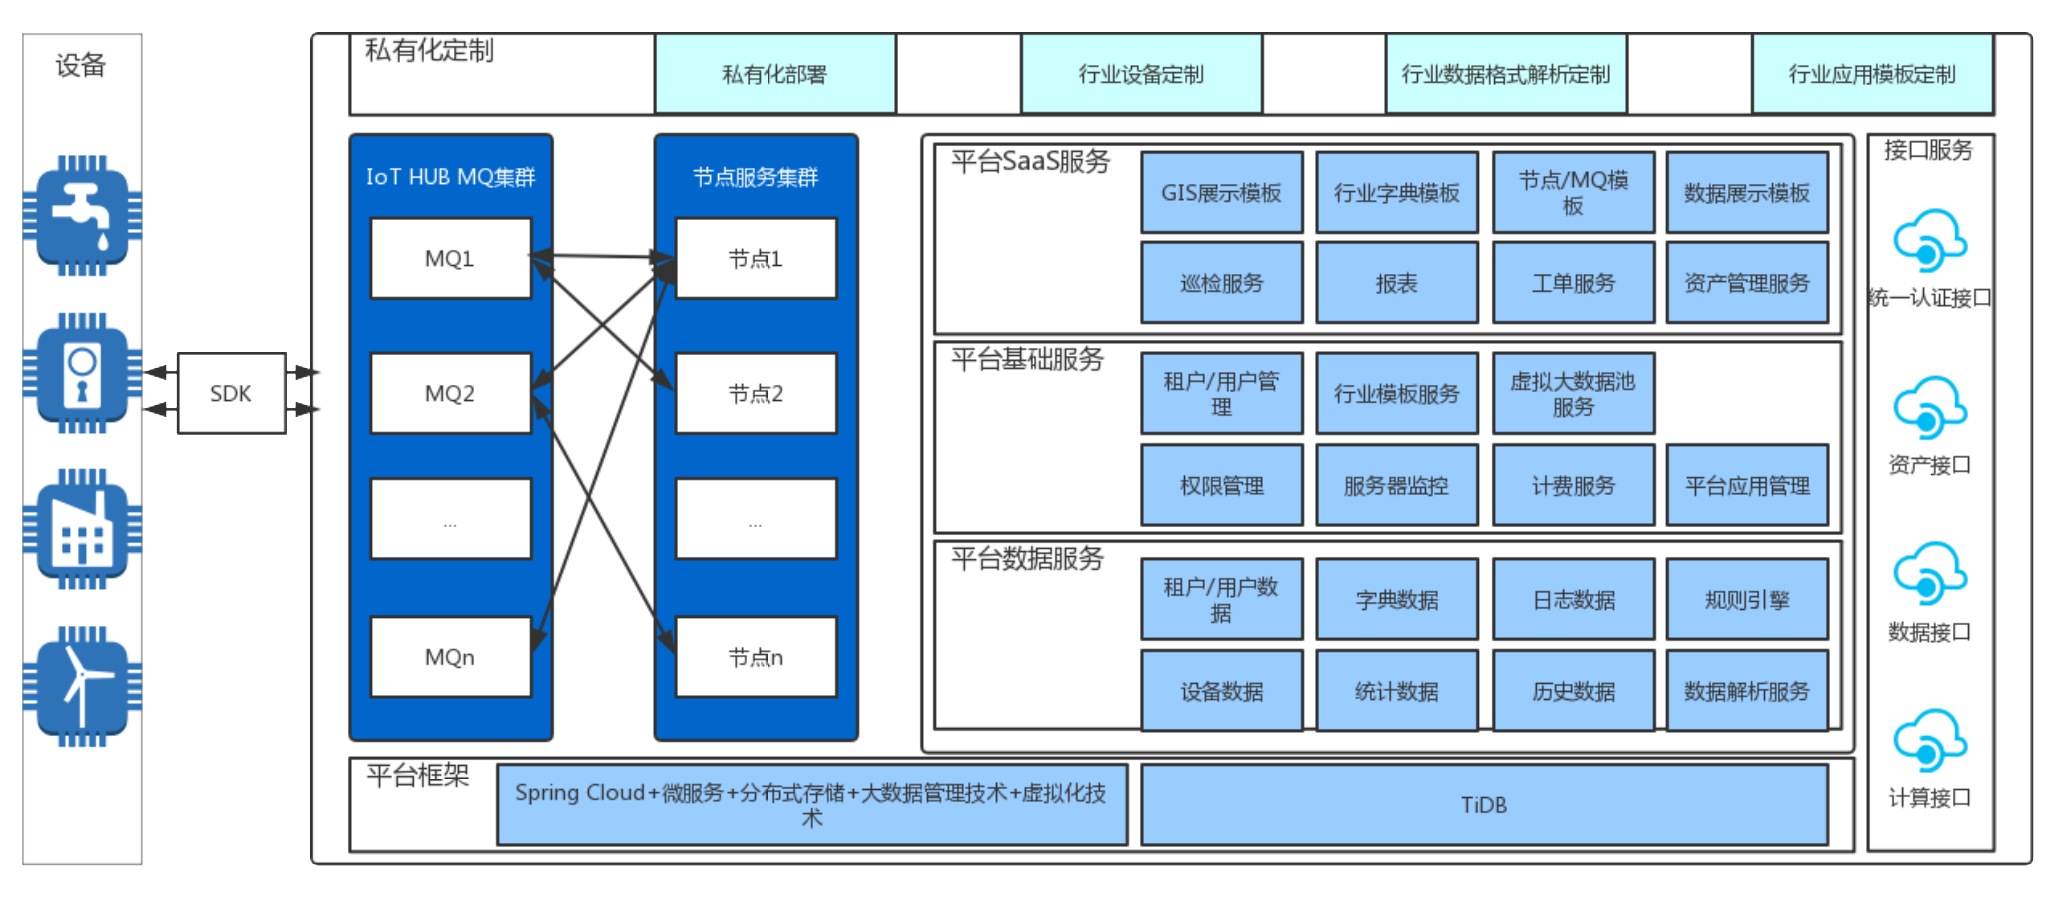 设备
SDK
私有化定制
私有化部署
行业设备定制
行业数据格式解析定制
行业应用模板定制
IoT HUB MQ集群
MQ1
MQ2
...
MQn
节点服务集群
节点1
节点2
...
节点n
平台SaaS服务
GIS展示模板
行业字典模板
节点/MQ模
板
数据展示模板
巡检服务
报表
工单服务
资产管理服务
平台基础服务
租户/用户管
理
行业模板服务
虚拟大数据池
服务
权限管理
服务器监控
计费服务
平台应用管理
平台数据服务
租户/用户数
据
字典数据
日志数据
规则引擎
设备数据
统计数据
历史数据
数据解析服务
接口服务
统一认证接口
资产接口
数据接口
计算接口
平台框架
Spring Cloud+微服务+分布式存储+大数据管理技术+虚拟化技
术
TiDB